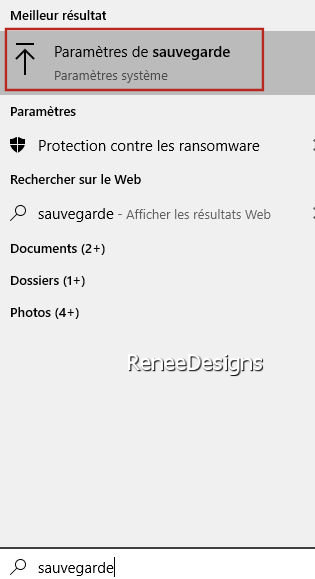 Meilleur résultat
Paramètres de sauvegarde
Paramètres système
Paramètres
Protection contre les ransomware
Rechercher sur le Web
sauvegarde - Afficher les résultats Web
Documents (2+)
Dossiers (1+)
Photos (4+)
ReneeDesigns
sauvegarde